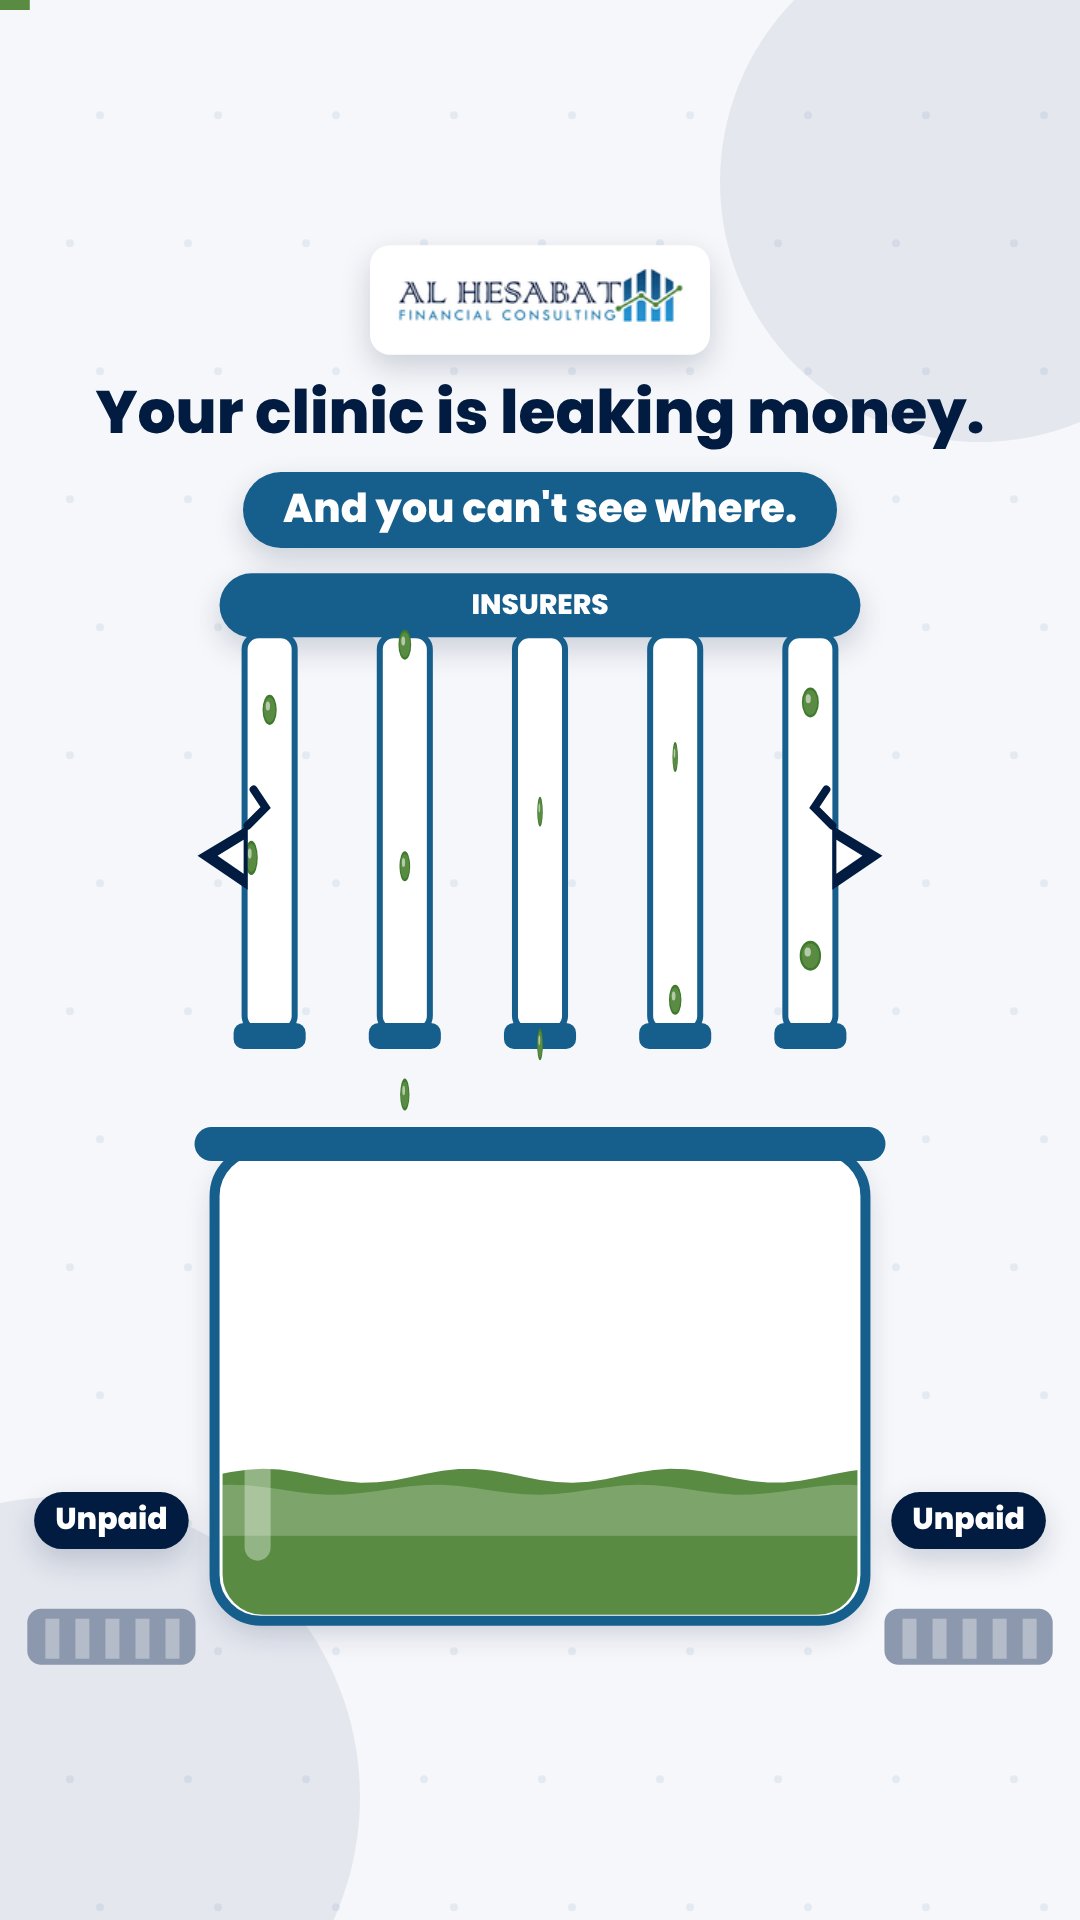 AL HESABAT
FINANCIAL CONSULTING
Your clinic is leaking money.
And you can't see where.
INSURERS
Unpaid
Unpaid